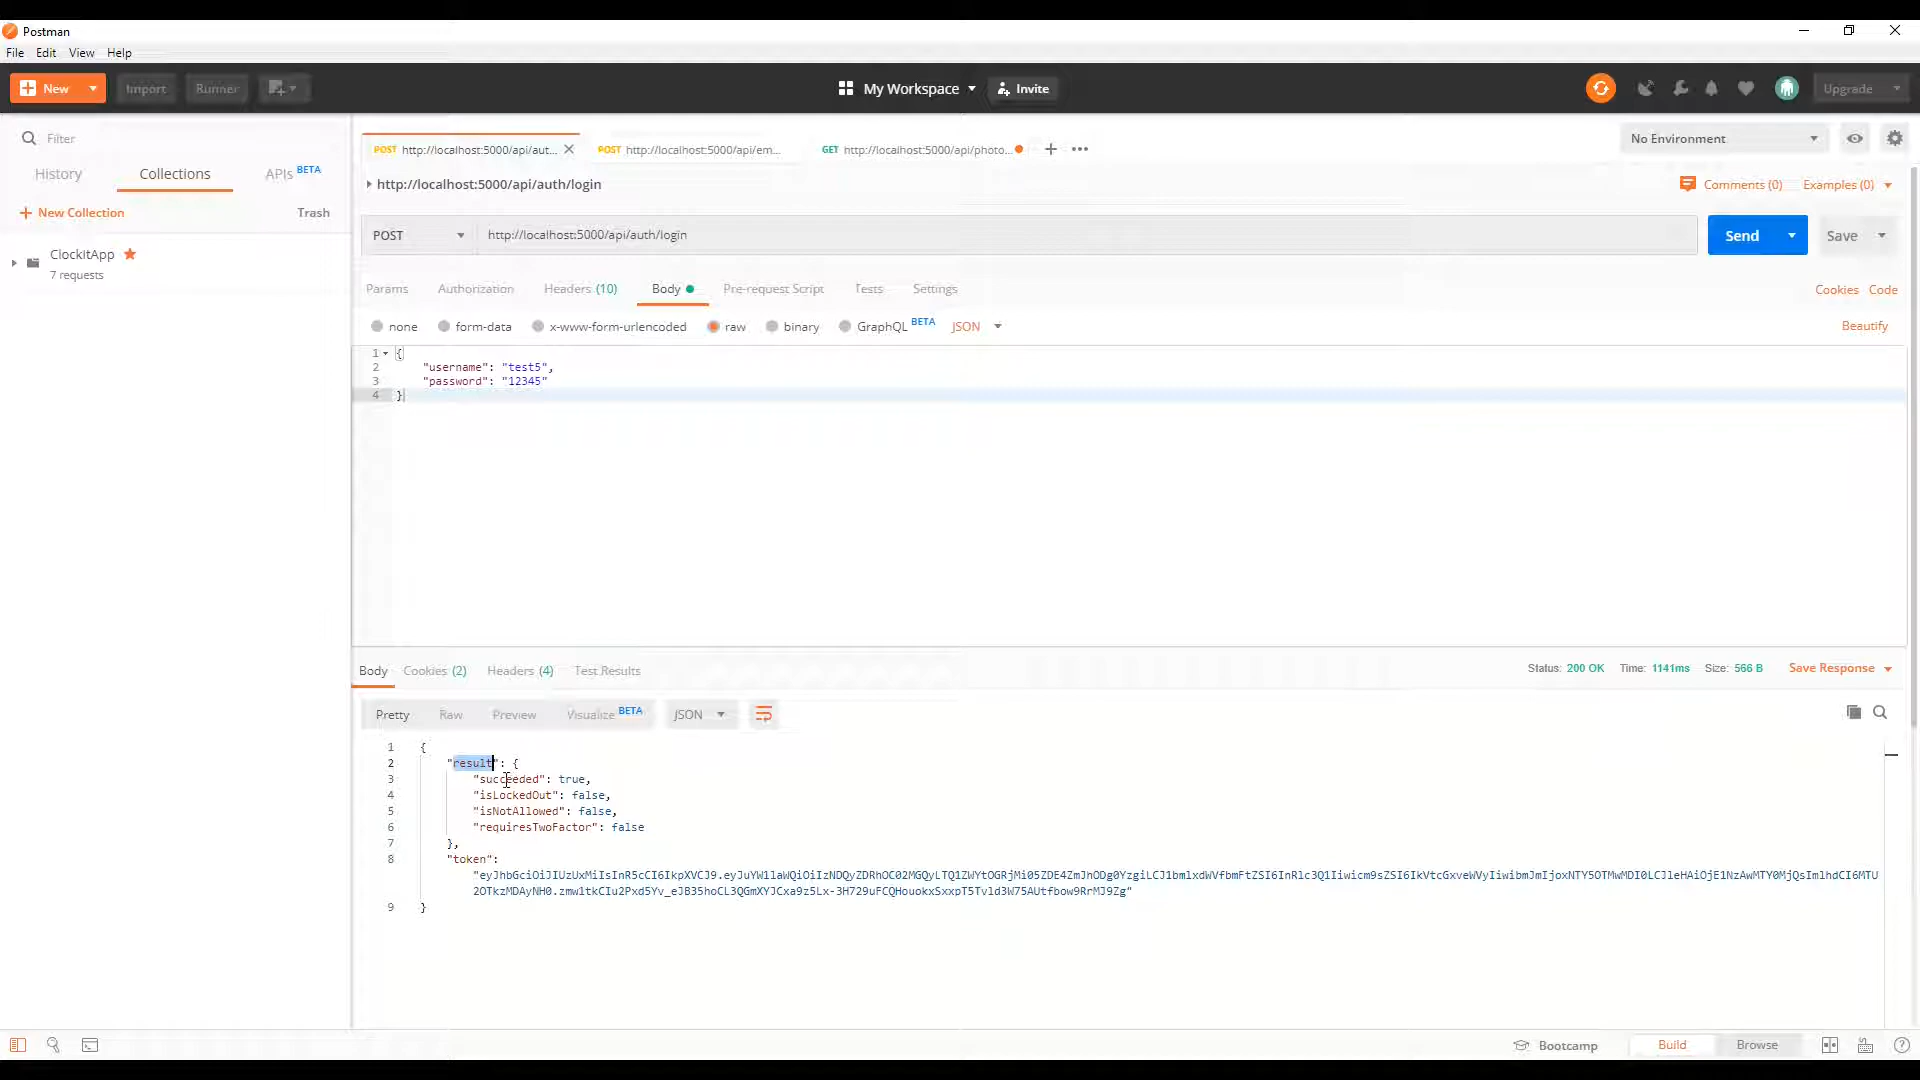 Postman
File Edit View Help
New Import Runner My Workspace Invite Upgrade
Filter
History Collections APIs BETA
New Collection Trash
ClockitApp
7 requests
POST http://localhost:5000/api/aut... POST http://localhost:5000/api/em... GET http://localhost:5000/api/photo...
No Environment
http://localhost:5000/api/auth/login
Comments (0) Examples (0)
POST http://localhost:5000/api/auth/login Send Save
Params Authorization Headers (10) Body Pre-request Script Tests Settings Cookies Code
none form-data x-www-form-urlencoded raw binary GraphQL BETA JSON Beautify
1 {
2 "username": "test5",
3 "password": "12345"
4 }
Body Cookies (2) Headers (4) Test Results Status: 200 OK Time: 1141ms Size: 566 B Save Response
Pretty Raw Preview Visualize BETA JSON
1 {
2 "result": {
3 "succeeded": true,
4 "isLockedOut": false,
5 "isNotAllowed": false,
6 "requiresTwoFactor": false
7 },
8 "token":
9 }
Bootcamp Build Browse